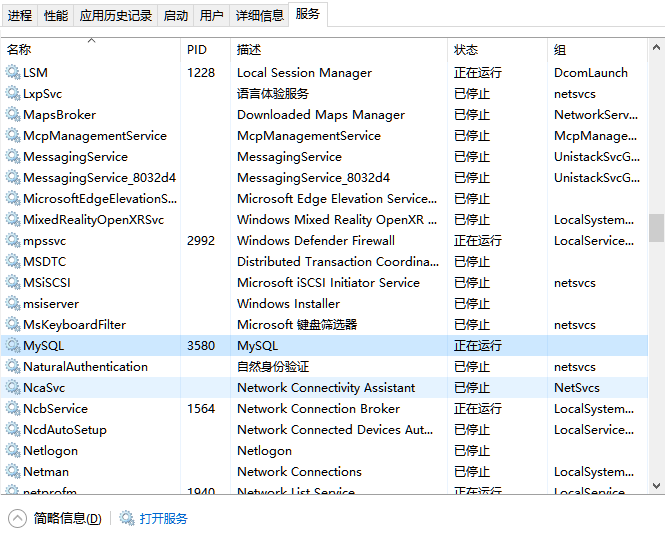 进程 性能 应用历史记录 启动 用户 详细信息 服务
名称 PID 描述 状态 组
LSM 1228 Local Session Manager 正在运行 DcomLaunch
LxpSvc 语言体验服务 已停止 netsvcs
MapsBroker Downloaded Maps Manager 已停止 NetworkServ...
McpManagementService McpManagementService 已停止 McpManage...
MessagingService MessagingService 已停止 UnistackSvcG...
MessagingService_8032d4 MessagingService_8032d4 已停止 UnistackSvcG...
MicrosoftEdgeElevationS... Microsoft Edge Elevation Service... 已停止
MixedRealityOpenXRSvc Windows Mixed Reality OpenXR ... 已停止 LocalSystem...
mpssvc 2992 Windows Defender Firewall 正在运行 LocalService...
MSDTC Distributed Transaction Coordina... 已停止
MSiSCSI Microsoft iSCSI Initiator Service 已停止 netsvcs
msiserver Windows Installer 已停止
MsKeyboardFilter Microsoft 键盘筛选器 已停止 netsvcs
MySQL 3580 MySQL 正在运行
NaturalAuthentication 自然身份验证 已停止 netsvcs
NcaSvc Network Connectivity Assistant 已停止 NetSvcs
NcbService 1564 Network Connection Broker 正在运行 LocalSystem...
NcdAutoSetup Network Connected Devices Aut... 已停止 LocalService...
Netlogon Netlogon 已停止
Netman Network Connections 已停止 LocalSystem...
netprofm 1940 Network List Service 正在运行 LocalService...
简略信息(D) 打开服务